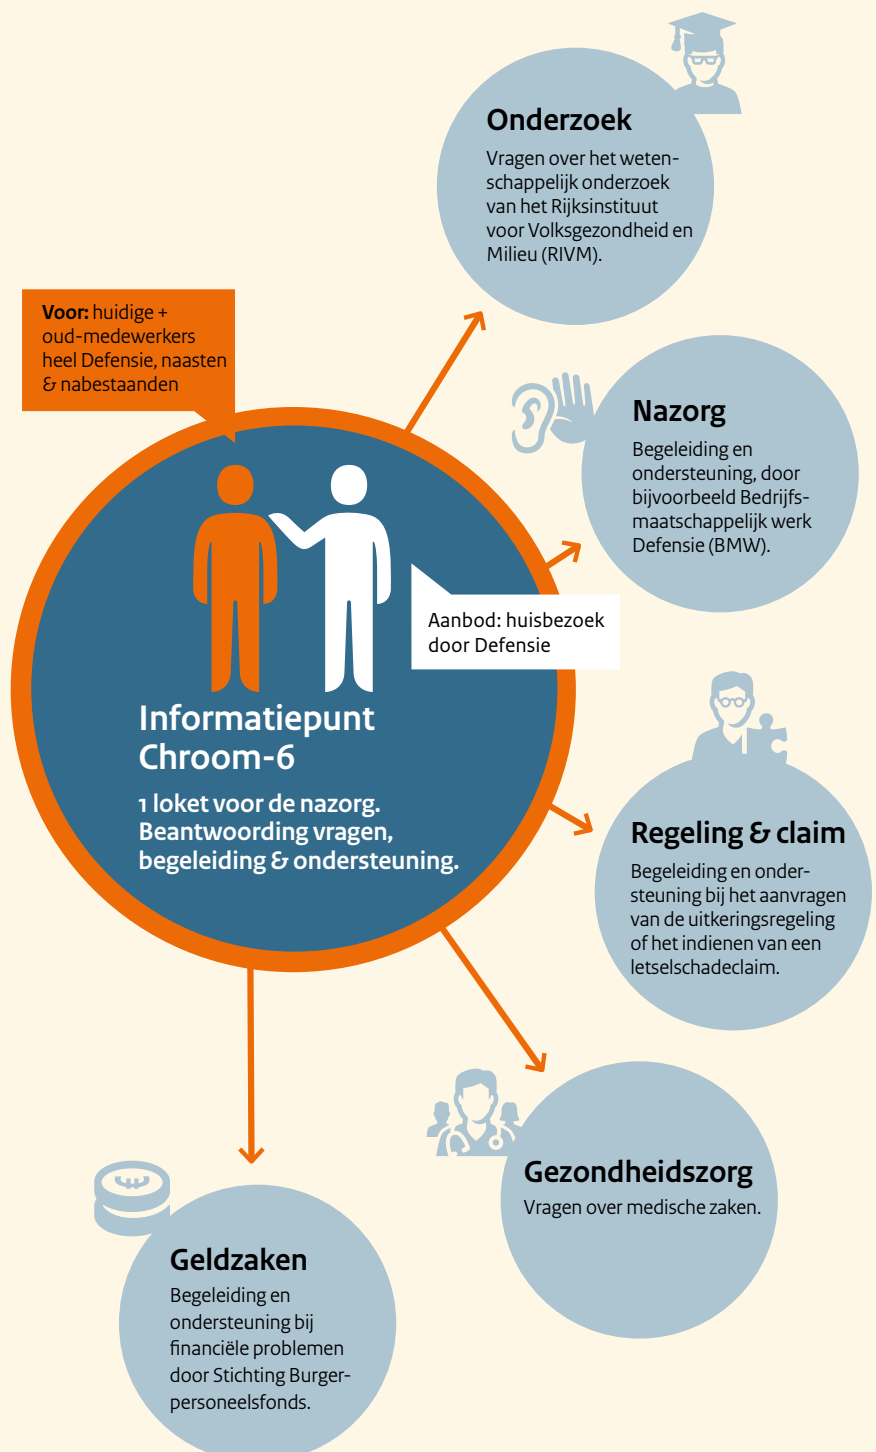 Onderzoek
Vragen over het weten-
schappelijk onderzoek
van het Rijksinstituut
voor Volksgezondheid en
Milieu (RIVM).
Voor: huidige +
oud-medewerkers
heel Defensie, naasten
& nabestaanden
Nazorg
Begeleiding en
ondersteuning, door
bijvoorbeeld Bedrijfs-
maatschappelijk werk
Defensie (BMW).
Aanbod: huisbezoek
door Defensie
Informatiepunt
Chroom-6
1 loket voor de nazorg.
Beantwoording vragen,
begeleiding & ondersteuning.
Regeling & claim
Begeleiding en onder-
steuning bij het aanvragen
van de uitkeringsregeling
of het indienen van een
letselschadeclaim.
Gezondheidszorg
Vragen over medische zaken.
Geldzaken
Begeleiding en
ondersteuning bij
financiële problemen
door Stichting Burger-
personeelsfonds.